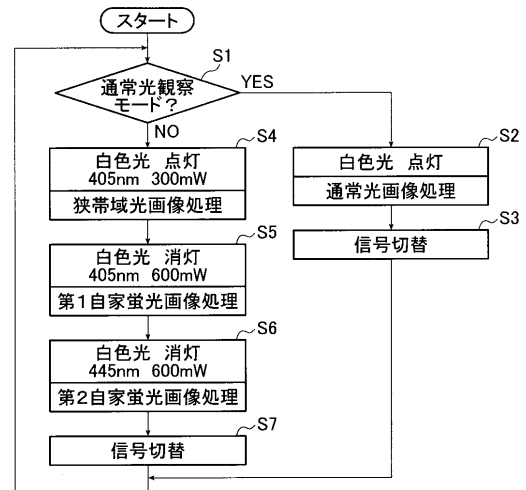 スタート
S1
通常光観察
モード？
YES
NO
S4
白色光 点灯
405nm 300mW
狭帯域光画像処理
S2
白色光 点灯
通常光画像処理
S3
信号切替
S5
白色光 消灯
405nm 600mW
第1自家蛍光画像処理
S6
白色光 消灯
445nm 600mW
第2自家蛍光画像処理
S7
信号切替